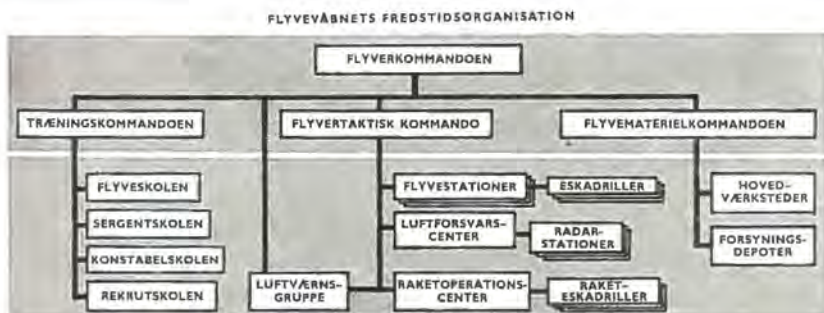 FLYVEVÅBNETS FREDSTIDSORGANISATION
FLYVERKOMMANDOEN
TRÆNINGSKOMMANDOEN
FLYVERTAKTISK KOMMANDO
FLYVEMATERIELKOMMANDOEN
FLYVESKOLEN
SERGENTSKOLEN
KONSTABELSKOLEN
REKRUTSKOLEN
LUFTVÆRNS-
GRUPPE
FLYVESTATIONER
ESKADRILLER
LUFTFORSVARS-
CENTER
RADAR-
STATIONER
RAKETOPERATIONS-
CENTER
RAKET-
ESKADRILLER
HOVED-
VÆRKSTEDER
FORSYNINGS-
DEPOTER